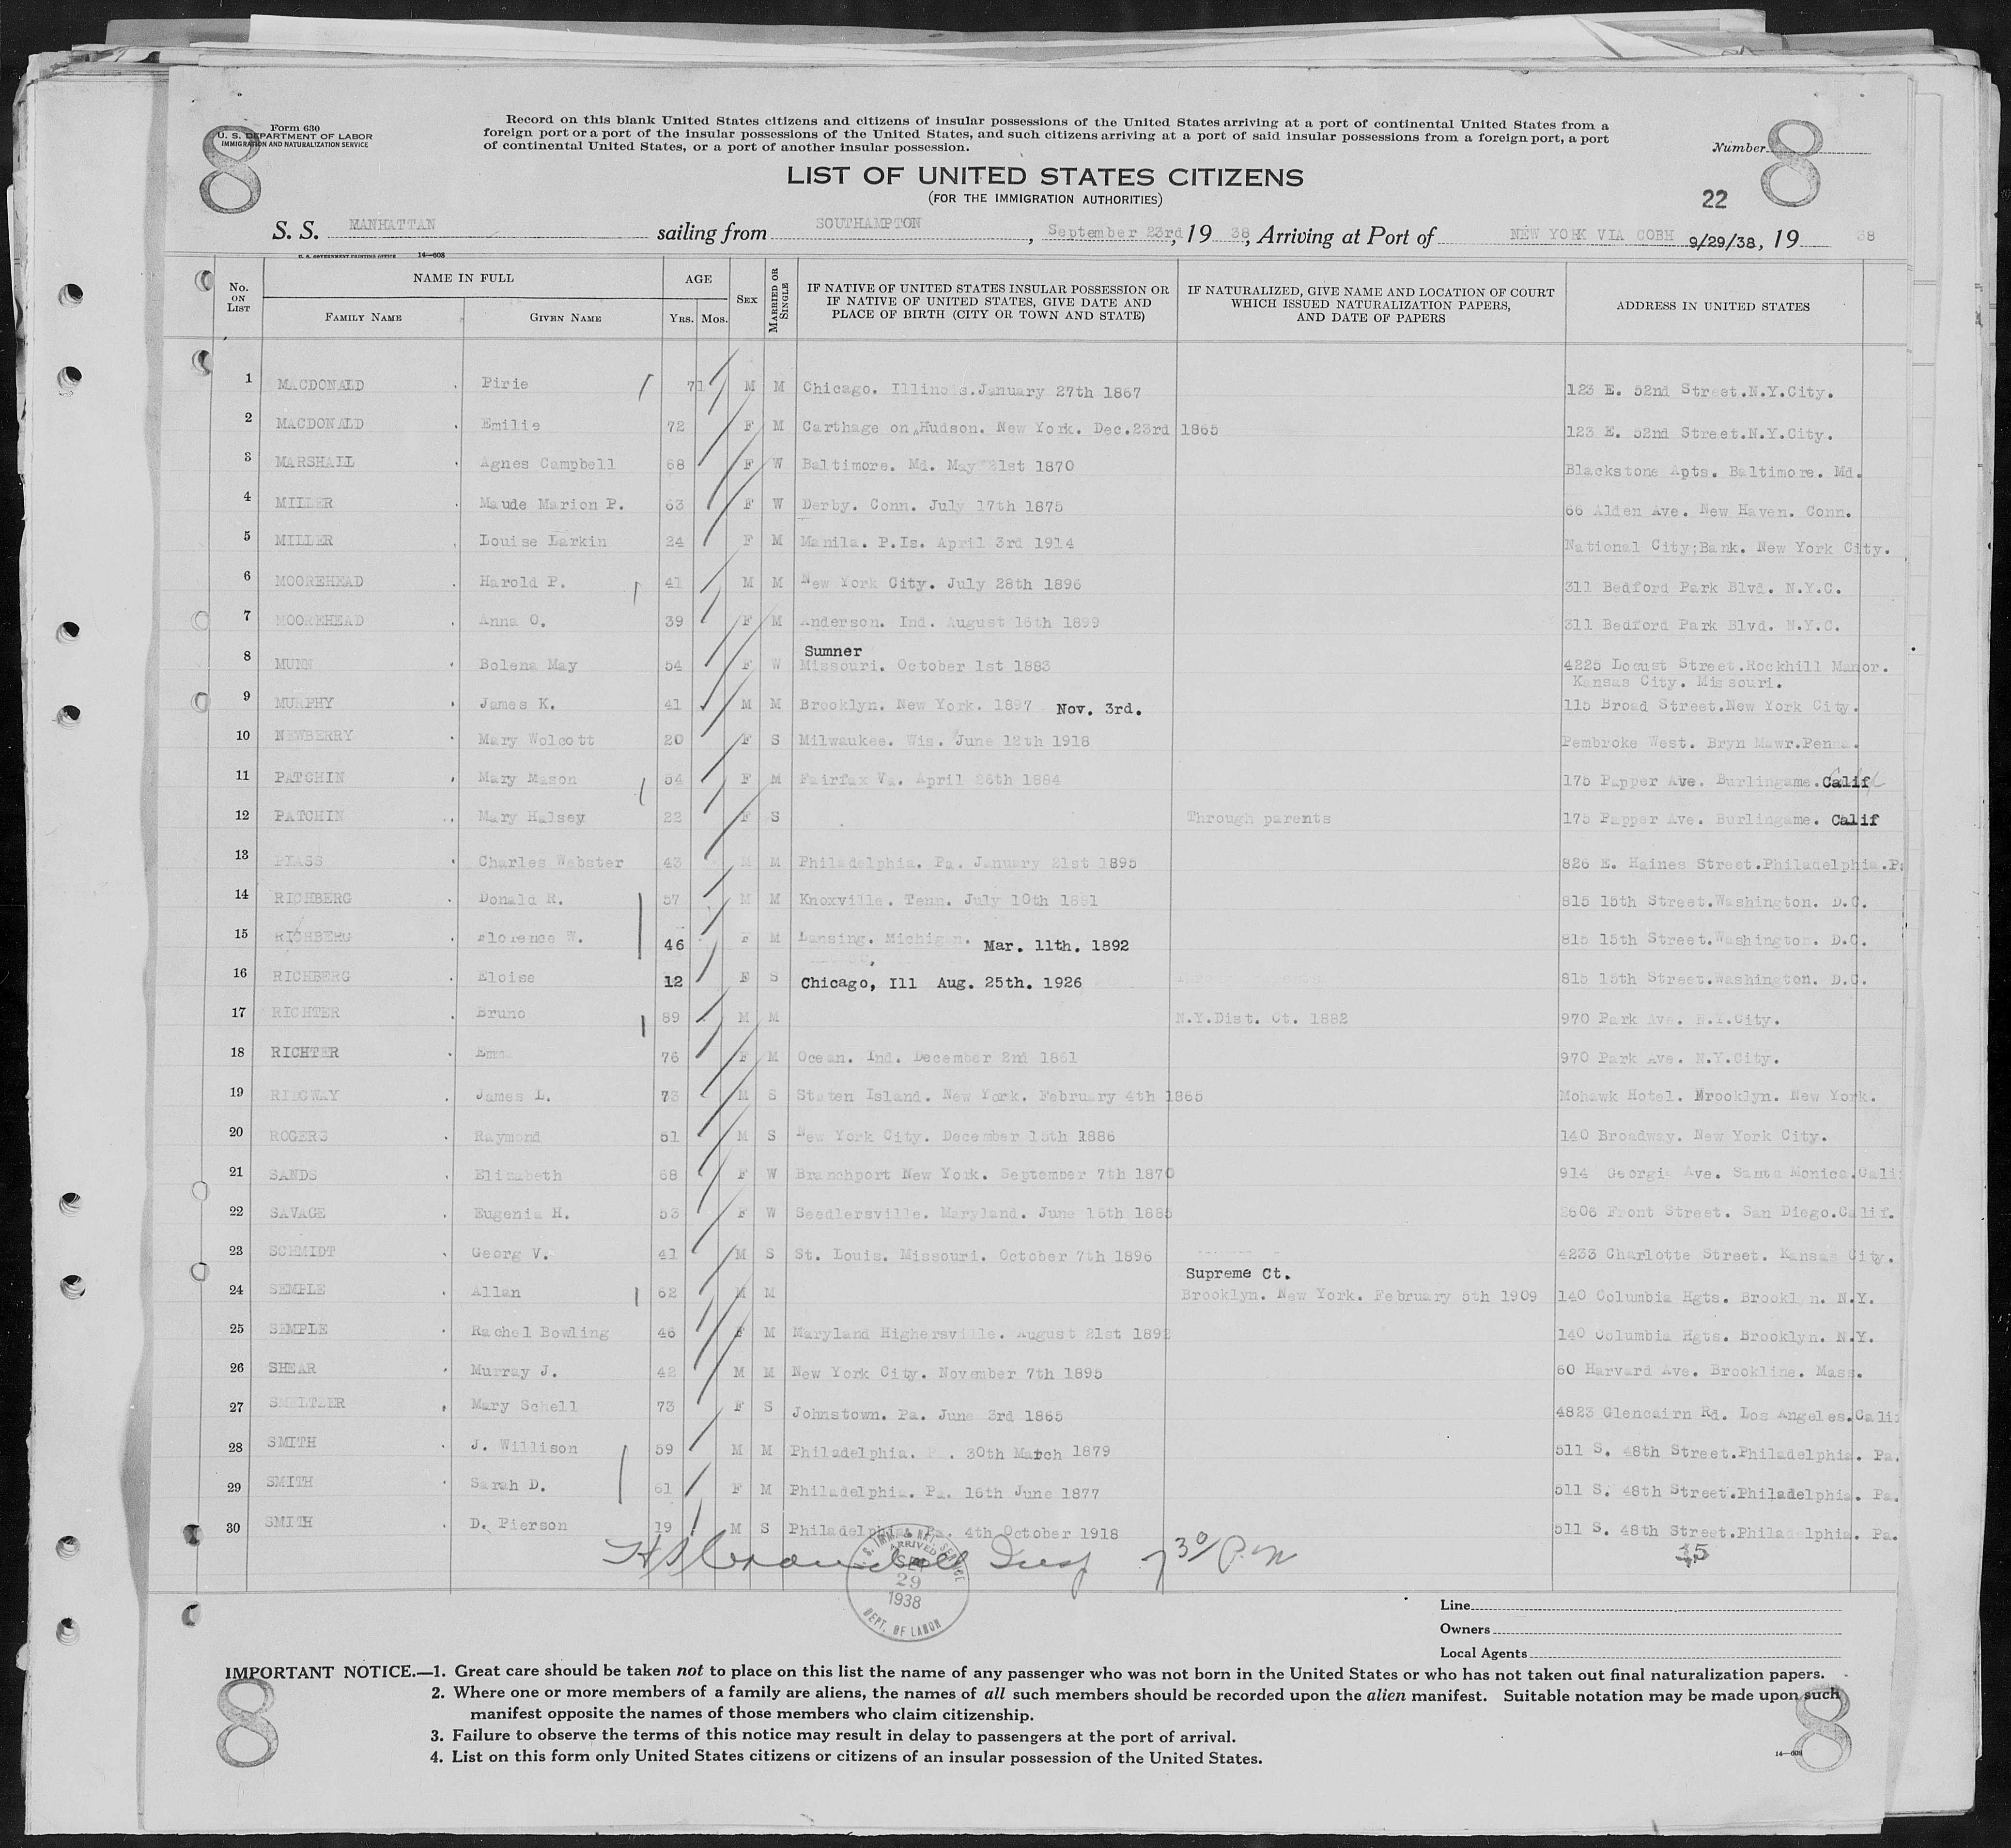 8
Form 630
U. S. DEPARTMENT OF LABOR
IMMIGRATION AND NATURALIZATION SERVICE
Record on this blank United States citizens and citizens of insular possessions of the United States arriving at a port of continental United States from a
foreign port or a port of the insular possessions of the United States, and such citizens arriving at a port of said insular possessions from a foreign port, a port
of continental United States, or a port of another insular possession.
Number 8
LIST OF UNITED STATES CITIZENS
(FOR THE IMMIGRATION AUTHORITIES)
22
S. S. MANHATTAN sailing from SOUTHAMPTON, September 23rd, 19 38, Arriving at Port of NEW YORK VIA COBH 9/29/38, 19 38
U. S. GOVERNMENT PRINTING OFFICE 14—608
No. ON LIST NAME IN FULL FAMILY NAME GIVEN NAME AGE YRS. MOS. SEX MARRIED OR SINGLE IF NATIVE OF UNITED STATES INSULAR POSSESSION OR IF NATIVE OF UNITED STATES, GIVE DATE AND PLACE OF BIRTH (CITY OR TOWN AND STATE) IF NATURALIZED, GIVE NAME AND LOCATION OF COURT WHICH ISSUED NATURALIZATION PAPERS, AND DATE OF PAPERS ADDRESS IN UNITED STATES
1 MACDONALD Pirie 71 M M Chicago. Illinois.January 27th 1867 123 E. 52nd Street.N.Y.City.
2 MACDONALD Emilie 72 F M Carthage on Hudson. New York. Dec.23rd 1865 123 E. 52nd Street.N.Y.City.
3 MARSHALL Agnes Campbell 68 F W Baltimore. Md. May 21st 1870 Blackstone Apts. Baltimore. Md.
4 MILLER Maude Marion P. 63 F W Derby. Conn. July 17th 1875 66 Alden Ave. New Haven. Conn.
5 MILLER Louise Larkin 24 F M Manila. P.Is. April 3rd 1914 National City;Bank. New York City.
6 MOOREHEAD Harold P. 41 M M New York City. July 28th 1896 311 Bedford Park Blvd. N.Y.C.
7 MOOREHEAD Anna O. 39 F M Anderson. Ind. August 16th 1899 311 Bedford Park Blvd. N.Y.C.
Sumner
8 MUNN Bolena May 54 F W Missouri. October 1st 1883 4225 Locust Street.Rockhill Manor.
Kansas City. Missouri.
9 MURPHY James K. 41 M M Brooklyn. New York. 1897 Nov. 3rd. 115 Broad Street.New York City.
10 NEWBERRY Mary Wolcott 20 F S Milwaukee. Wis. June 12th 1918 Pembroke West. Bryn Mawr.Penna.
11 PATCHIN Mary Mason 54 F M Fairfax Va. April 26th 1884 175 Papper Ave. Burlingame.Calif
12 PATCHIN Mary Halsey 22 F S Through parents 175 Papper Ave. Burlingame. Calif
13 Charles Webster 43 M M Philadelphia. Pa. January 21st 1895 826 E. Haines Street.Philadelphia.Pa
14 RICHBERG Donald R. 57 M M Knoxville. Tenn. July 10th 1881 815 15th Street.Washington. D.C.
15 RICHBERG Florence W. 46 F M Lansing. Michigan. Mar. 11th. 1892 815 15th Street.Washington. D.C.
16 RICHBERG Eloise 12 F S Chicago, Ill Aug. 25th. 1926 815 15th Street.Washington. D.C.
17 RICHTER Bruno 89 M M N.Y.Dist. Ct. 1882 970 Park Ave. N.Y.City.
18 RICHTER Emma 76 F M Ocean. Ind. December 2nd 1861 970 Park Ave. N.Y.City.
19 RIDGWAY James L. 73 M S Staten Island. New York. February 4th 1865 Mohawk Hotel. Brooklyn. New York.
20 ROGERS Raymond 51 M S New York City. December 15th 1886 140 Broadway. New York City.
21 SANDS Elizabeth 68 F W Branchport New York. September 7th 1870 914 Georgia Ave. Santa Monica.Cali
22 SAVAGE Eugenia H. 53 F W Seedlersville. Maryland. June 15th 1885 2606 Front Street. San Diego.Calif.
23 SCHMIDT Georg V. 41 M S St. Louis. Missouri. October 7th 1896 4233 Charlotte Street. Kansas City.
Supreme Ct.
24 SEMPLE Allan 62 M M Brooklyn. New York. February 5th 1909 140 Columbia Hgts. Brooklyn. N.Y.
25 SEMPLE Rachel Bowling 46 F M Maryland Highersville. August 21st 1892 140 Columbia Hgts. Brooklyn. N.Y.
26 SHEAR Murray J. 42 M M New York City. November 7th 1895 60 Harvard Ave. Brookline. Mass.
27 SMELTZER Mary Schell 73 F S Johnstown. Pa. June 3rd 1865 4823 Glencairn Rd. Los Angeles.Cali
28 SMITH J. Willison 59 M M Philadelphia. Pa. 30th March 1879 511 S. 48th Street.Philadelphia. Pa.
29 SMITH Sarah D. 61 F M Philadelphia. Pa. 16th June 1877 511 S. 48th Street.Philadelphia. Pa.
30 SMITH D. Pierson 19 M S Philadelphia. Pa. 4th October 1918 511 S. 48th Street.Philadelphia. Pa.
Insp 7 30 P.M
ARRIVED
SEP
29
1938
DEPT. OF LABOR
Line
Owners
Local Agents
IMPORTANT NOTICE.—1. Great care should be taken not to place on this list the name of any passenger who was not born in the United States or who has not taken out final naturalization papers.
2. Where one or more members of a family are aliens, the names of all such members should be recorded upon the alien manifest. Suitable notation may be made upon such
manifest opposite the names of those members who claim citizenship.
3. Failure to observe the terms of this notice may result in delay to passengers at the port of arrival.
4. List on this form only United States citizens or citizens of an insular possession of the United States.
8
14—608
8